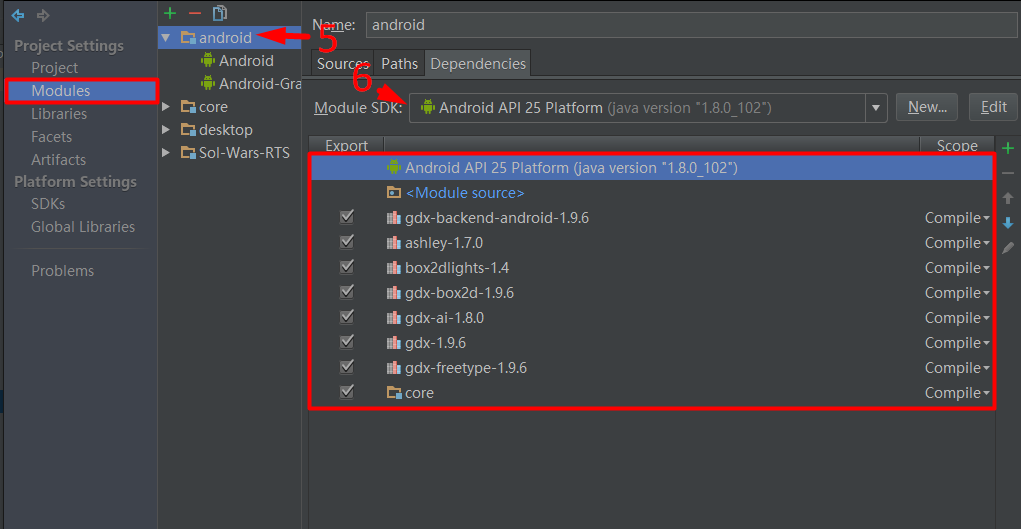 Project Settings
Project
Modules
Libraries
Facets
Artifacts
Platform Settings
SDKs
Global Libraries
Problems
android
5
Android
Android-Gra
core
desktop
Sol-Wars-RTS
Name: android
Sources Paths Dependencies
6
Module SDK: Android API 25 Platform (java version "1.8.0_102") New... Edit
Export Scope
Android API 25 Platform (java version "1.8.0_102")
<Module source>
gdx-backend-android-1.9.6 Compile
ashley-1.7.0 Compile
box2dlights-1.4 Compile
gdx-box2d-1.9.6 Compile
gdx-ai-1.8.0 Compile
gdx-1.9.6 Compile
gdx-freetype-1.9.6 Compile
core Compile